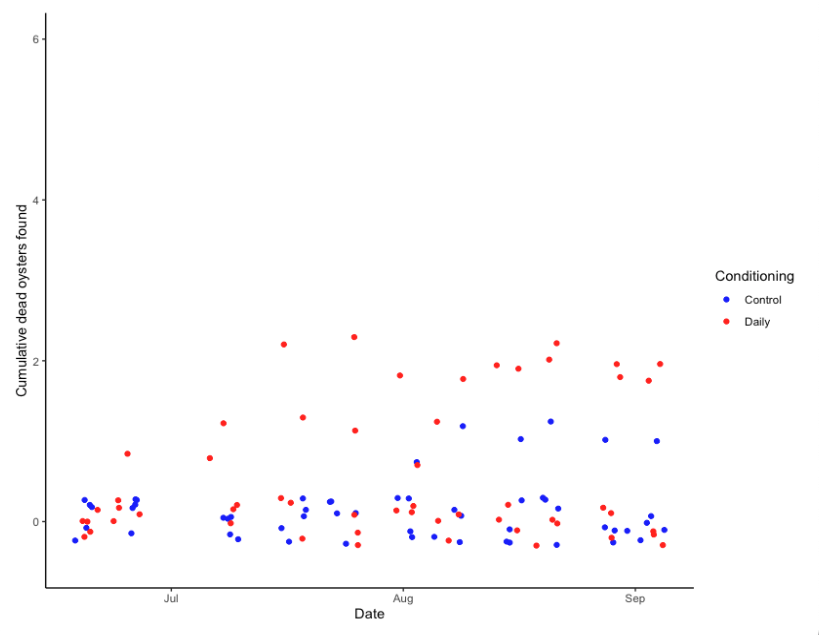 6
4
2
0
Cumulative dead oysters found
Jul
Aug
Sep
Date
Conditioning
Control
Daily